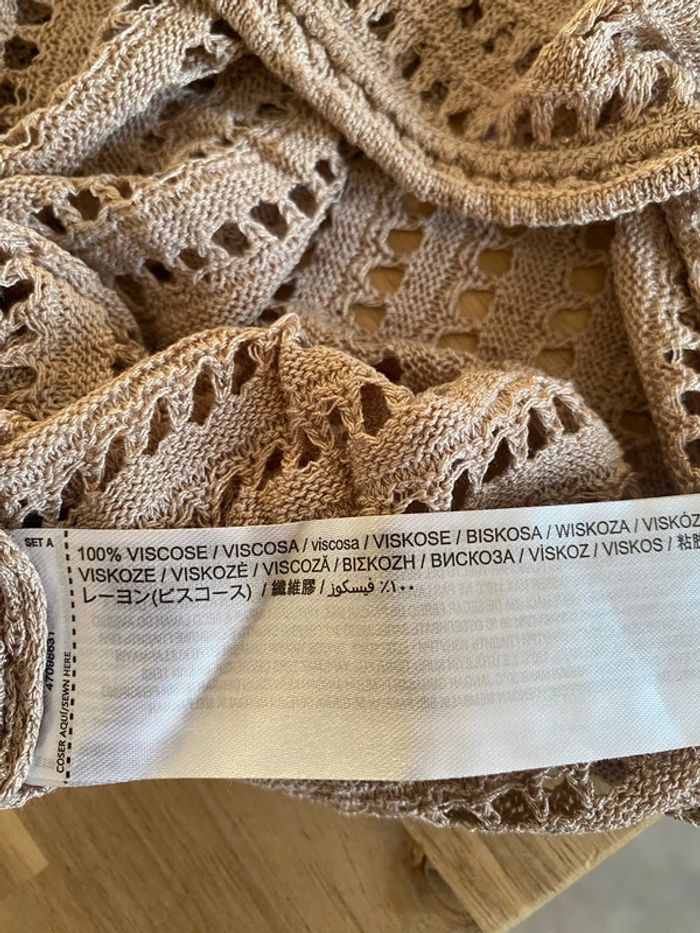 SET A
100% VISCOSE / VISCOSA / viscosa / VISKOSE / BISKOSA / WISKOZA / VISKÓZ
VISKOZE / VISKOZĖ / VISCOZĂ / ΒΙΣΚΟΖΗ / ВИСКОЗА / VİSKOZ / VISKOS / 粘
レーヨン(ビスコース) / 纖維膠 / فيسكوز ٪١٠٠
COSER AQUÍ/SEWN HERE